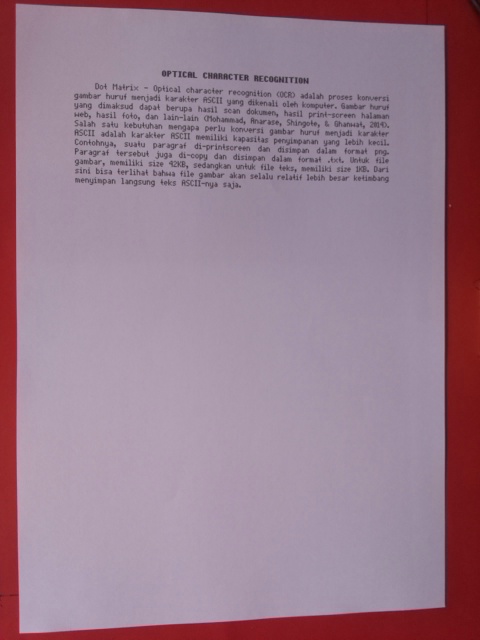 OPTICAL CHARACTER RECOGNITION
Dot Matrix - Optical character recognition (OCR) adalah proses konversi
gambar huruf menjadi karakter ASCII yang dikenali oleh komputer. Gambar huruf
yang dimaksud dapat berupa hasil scan dokumen, hasil print-screen halaman
web, hasil foto, dan lain-lain (Mohammad, Anarase, Shingote, & Ghanwat, 2014).
Salah satu kebutuhan mengapa perlu konversi gambar huruf menjadi karakter
ASCII adalah karakter ASCII memiliki kapasitas penyimpanan yang lebih kecil.
Contohnya, suatu paragraf di-printscreen dan disimpan dalam format png.
Paragraf tersebut juga di-copy dan disimpan dalam format .txt. Untuk file
gambar, memiliki size 42KB, sedangkan untuk file teks, memiliki size 1KB. Dari
sini bisa terlihat bahwa file gambar akan selalu relatif lebih besar ketimbang
menyimpan langsung teks ASCII-nya saja.